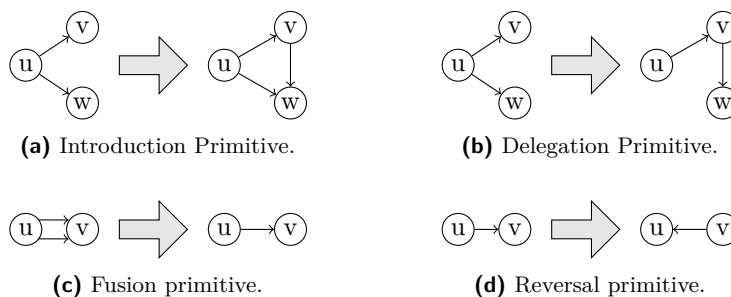 v v v v
u u u u
w w w w
(a) Introduction Primitive. (b) Delegation Primitive.
u v u v u v u v
(c) Fusion primitive. (d) Reversal primitive.